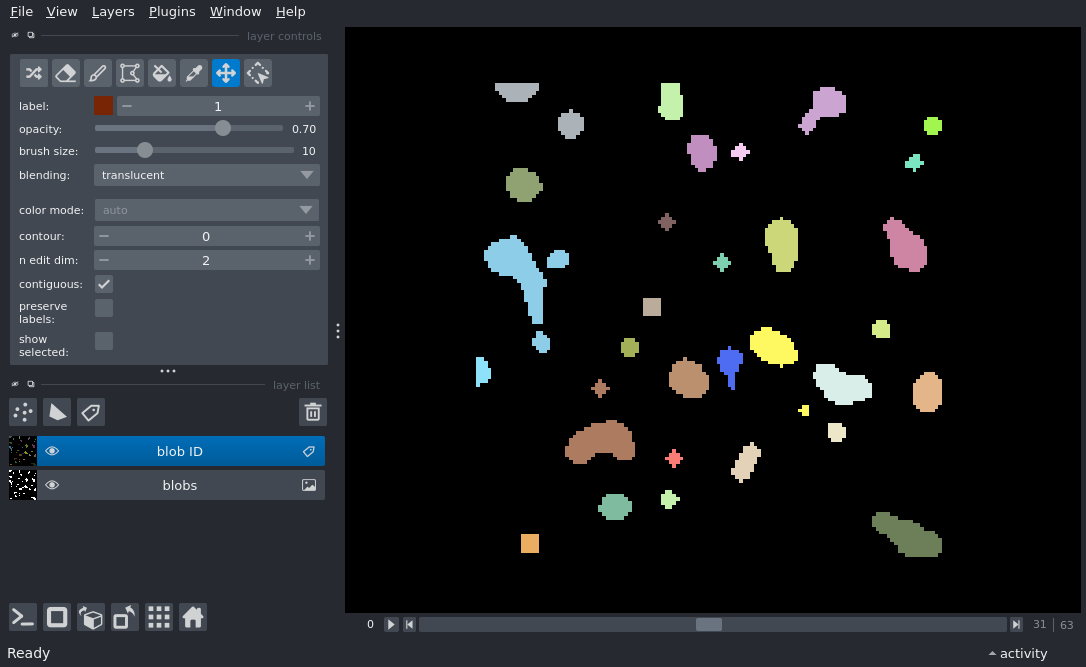 File View Layers Plugins Window Help
layer controls
label: 1
opacity: 0.70
brush size: 10
blending: translucent
color mode: auto
contour: 0
n edit dim: 2
contiguous:
preserve
labels:
show
selected:
layer list
blob ID
blobs
0 31 63
Ready activity